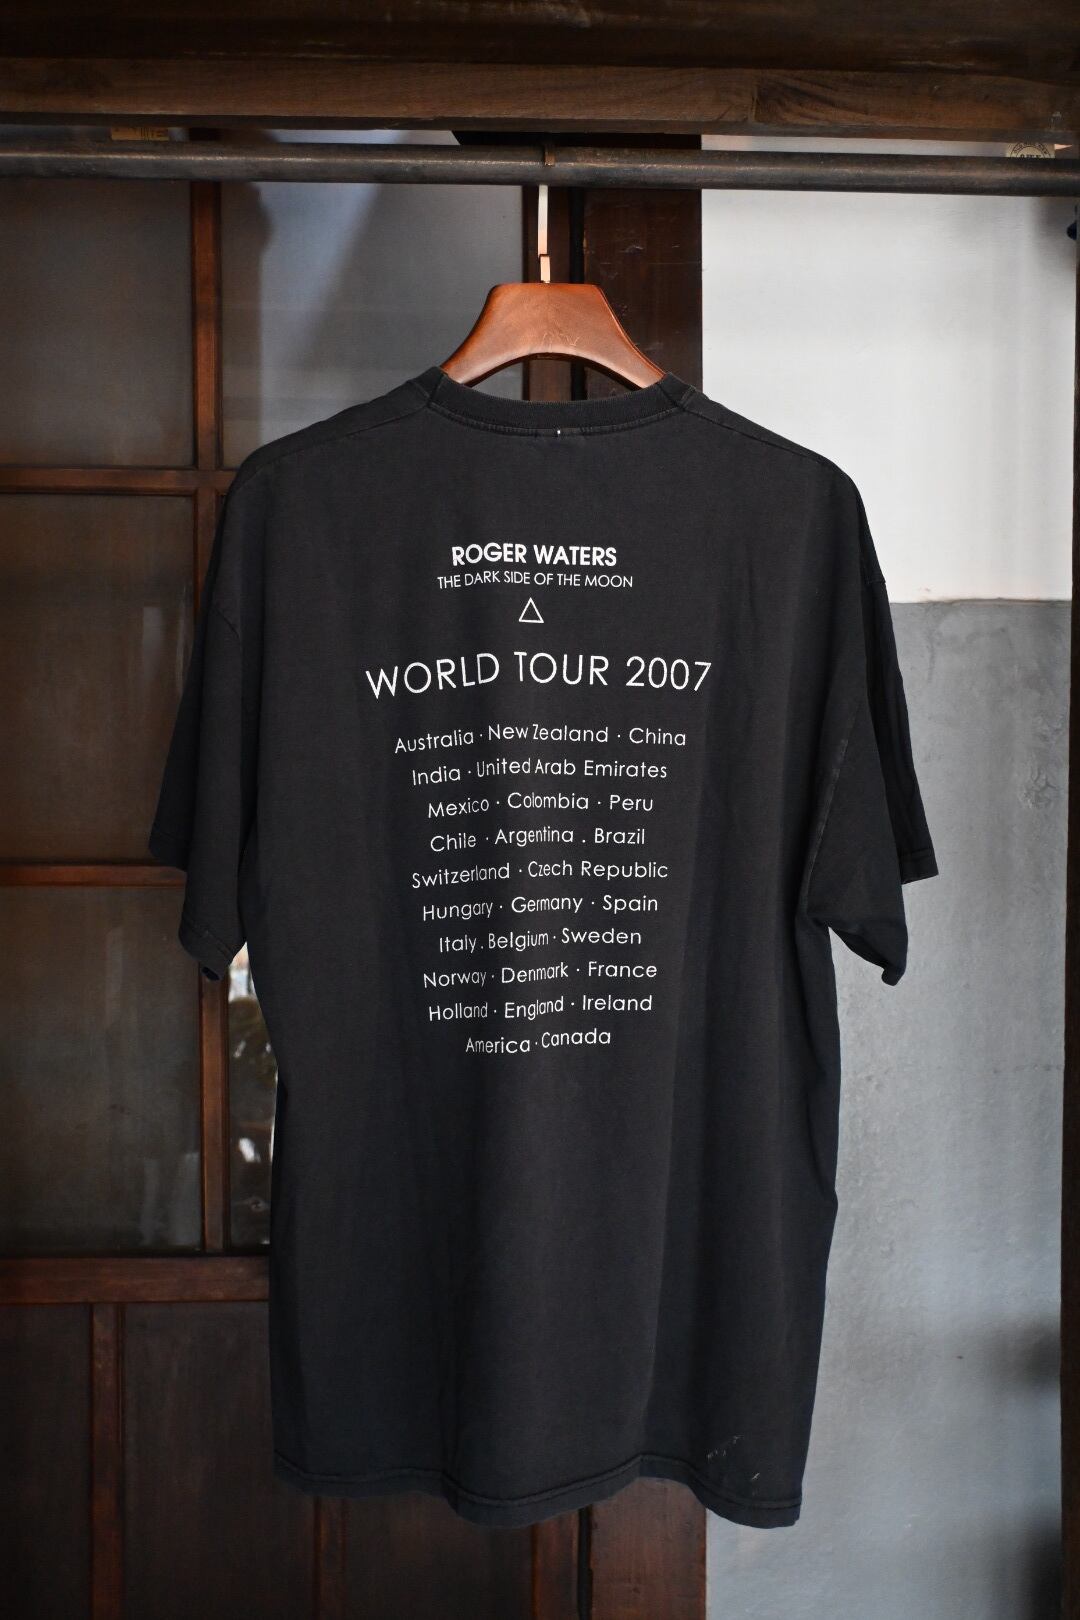 ROGER WATERS
THE DARK SIDE OF THE MOON
WORLD TOUR 2007
Australia · New Zealand · China
India · United Arab Emirates
Mexico · Colombia · Peru
Chile · Argentina . Brazil
Switzerland · Czech Republic
Hungary · Germany · Spain
Italy . Belgium · Sweden
Norway · Denmark · France
Holland · England · Ireland
America · Canada